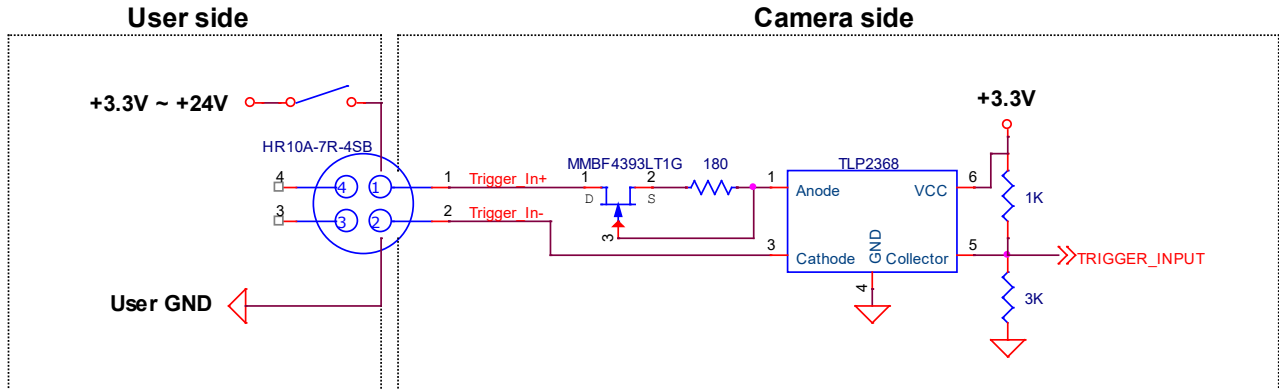 User side
Camera side
+3.3V ~ +24V
+3.3V
HR10A-7R-4SB
MMBF4393LT1G
180
TLP2368
4
4
1
1
Trigger_In+
1
D
2
S
1
Anode
VCC
6
1K
3
3
2
2
Trigger_In-
3
3
Cathode
GND
Collector
5
TRIGGER_INPUT
4
User GND
3K